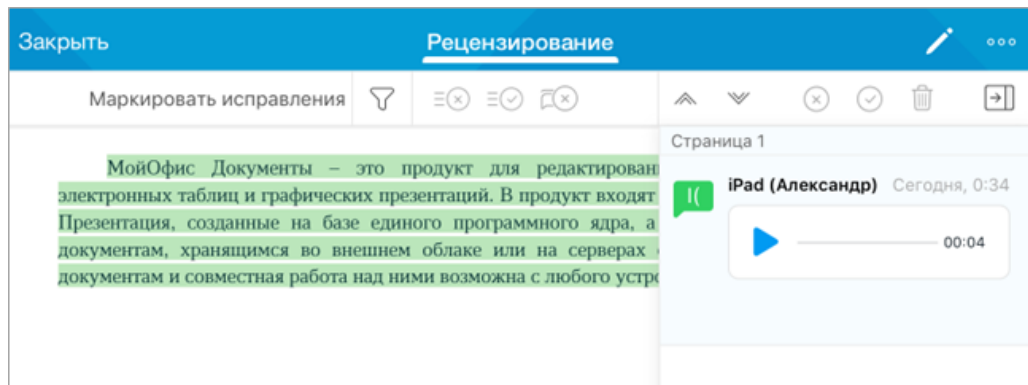 Закрыть
Рецензирование
Маркировать исправления
МойОфис Документы – это продукт для
электронных таблиц и графических презентаций. В продукт входят
Презентация, созданные на базе единого программного ядра, а
документам, хранящимся во внешнем облаке или на серверах
документам и совместная работа над ними возможна с любого
Страница 1
I(
iPad (Александр) Сегодня, 0:34
00:04